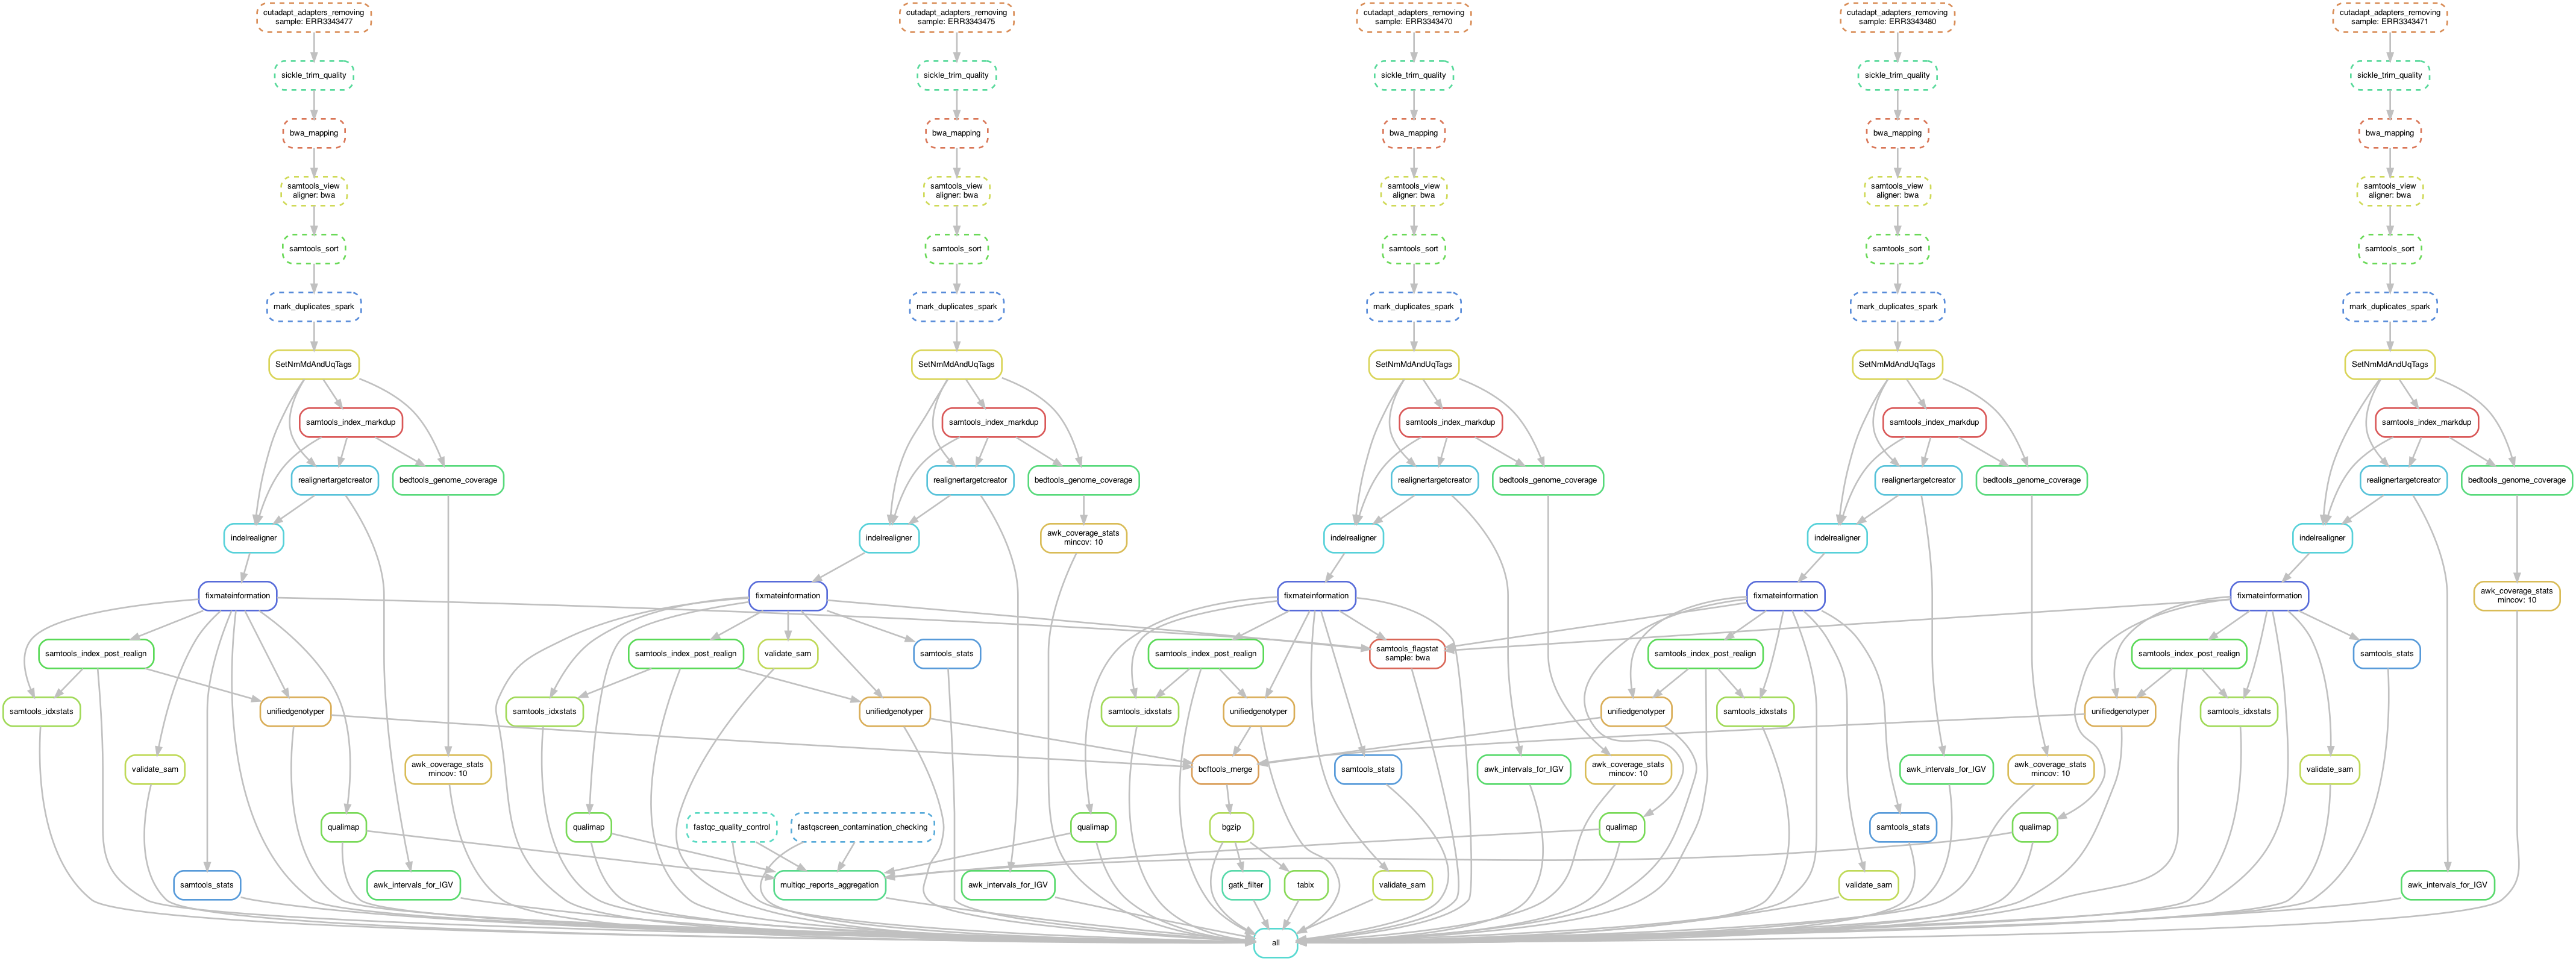 cutadapt_adapters_removing
sample: ERR3343477
cutadapt_adapters_removing
sample: ERR3343475
cutadapt_adapters_removing
sample: ERR3343470
cutadapt_adapters_removing
sample: ERR3343480
cutadapt_adapters_removing
sample: ERR3343471
sickle_trim_quality
sickle_trim_quality
sickle_trim_quality
sickle_trim_quality
sickle_trim_quality
bwa_mapping
bwa_mapping
bwa_mapping
bwa_mapping
bwa_mapping
samtools_view
aligner: bwa
samtools_view
aligner: bwa
samtools_view
aligner: bwa
samtools_view
aligner: bwa
samtools_view
aligner: bwa
samtools_sort
samtools_sort
samtools_sort
samtools_sort
samtools_sort
mark_duplicates_spark
mark_duplicates_spark
mark_duplicates_spark
mark_duplicates_spark
mark_duplicates_spark
SetNmMdAndUqTags
SetNmMdAndUqTags
SetNmMdAndUqTags
SetNmMdAndUqTags
SetNmMdAndUqTags
samtools_index_markdup
samtools_index_markdup
samtools_index_markdup
samtools_index_markdup
samtools_index_markdup
realignertargetcreator
bedtools_genome_coverage
realignertargetcreator
bedtools_genome_coverage
realignertargetcreator
bedtools_genome_coverage
realignertargetcreator
bedtools_genome_coverage
realignertargetcreator
bedtools_genome_coverage
indelrealigner
indelrealigner
awk_coverage_stats
mincov: 10
indelrealigner
indelrealigner
indelrealigner
fixmateinformation
fixmateinformation
fixmateinformation
fixmateinformation
fixmateinformation
awk_coverage_stats
mincov: 10
samtools_index_post_realign
samtools_index_post_realign
validate_sam
samtools_stats
samtools_index_post_realign
samtools_flagstat
sample: bwa
samtools_index_post_realign
samtools_index_post_realign
samtools_stats
samtools_idxstats
unifiedgenotyper
samtools_idxstats
unifiedgenotyper
samtools_idxstats
unifiedgenotyper
unifiedgenotyper
samtools_idxstats
unifiedgenotyper
samtools_idxstats
validate_sam
awk_coverage_stats
mincov: 10
bcftools_merge
samtools_stats
awk_intervals_for_IGV
awk_coverage_stats
mincov: 10
awk_intervals_for_IGV
awk_coverage_stats
mincov: 10
validate_sam
qualimap
qualimap
fastqc_quality_control
fastqscreen_contamination_checking
qualimap
bgzip
qualimap
samtools_stats
qualimap
samtools_stats
awk_intervals_for_IGV
multiqc_reports_aggregation
awk_intervals_for_IGV
gatk_filter
tabix
validate_sam
validate_sam
awk_intervals_for_IGV
all